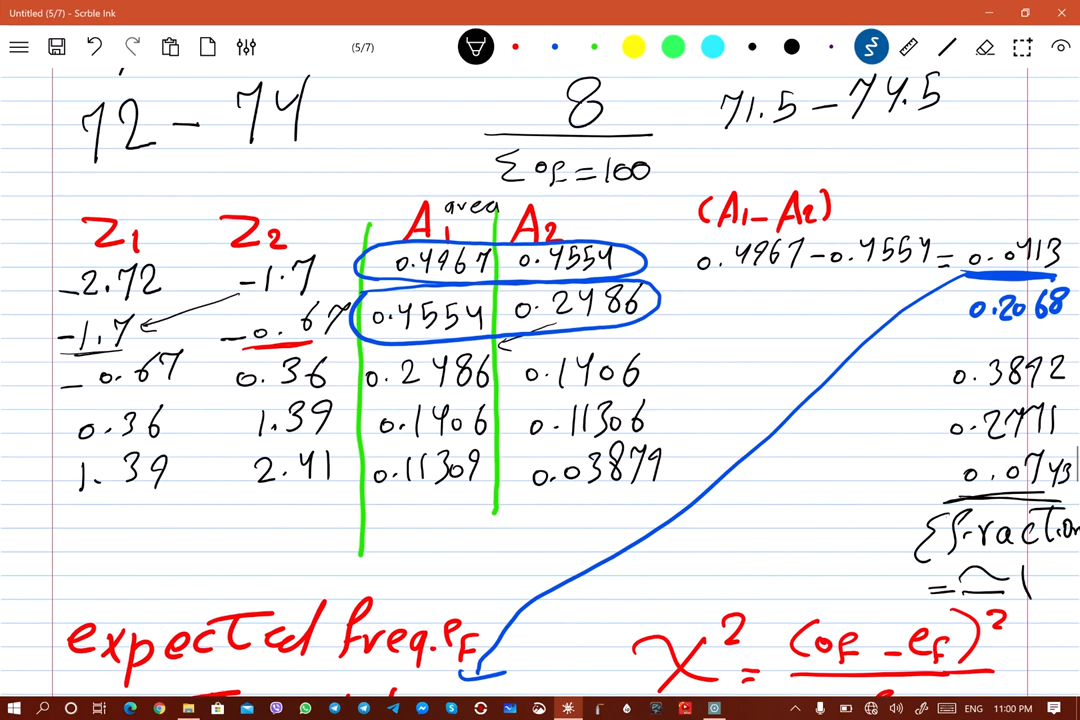 Untitled (5/7) - Scrble Ink
(5/7)
72 - 74 8 71.5 - 74.5
Σ of = 100
Z1 Z2 A1 area A2 (A1 - A2)
-2.72 -1.7 0.4967 0.4554 0.4967 - 0.4554 = 0.0413
-1.7 -0.67 0.4554 0.2486 0.2068
-0.67 0.36 0.2486 0.1406 0.3892
0.36 1.39 0.1406 0.11306 0.2771
1.39 2.41 0.11309 0.03879 0.0743
Σ fraction
= ≃ 1
expected freq. ef χ² = (of - ef)²
ENG 11:00 PM